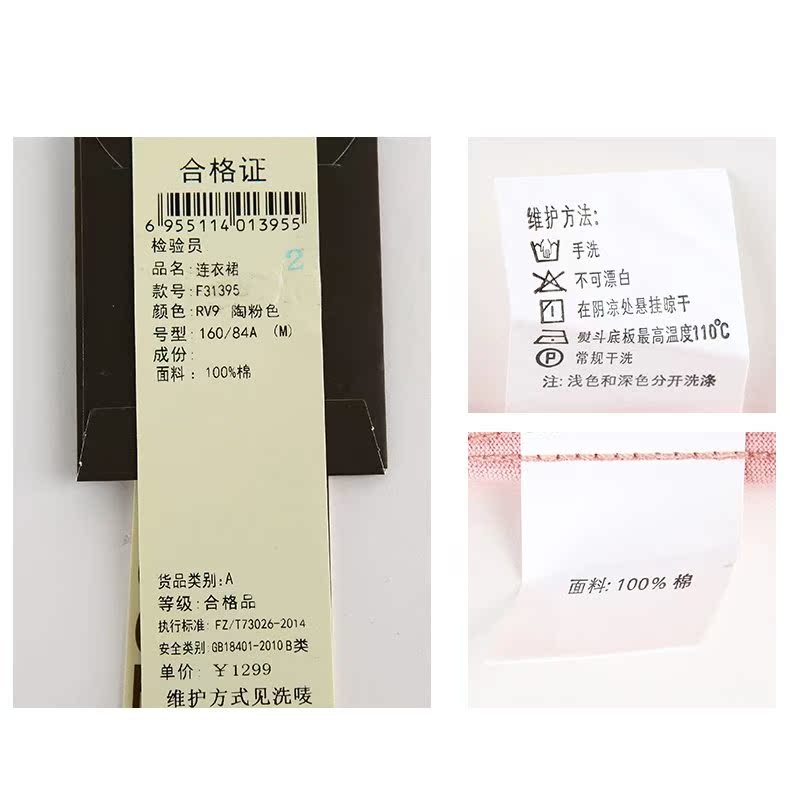 合格证
6 955114 013955
检验员 2
品名: 连衣裙
款号: F31395
颜色: RV9 陶粉色
号型: 160/84A (M)
成份:
面料: 100%棉
货品类别: A
等级: 合格品
执行标准: FZ/T73026-2014
安全类别: GB18401-2010 B类
单价: ￥1299
维护方式见洗唛
维护方法:
手洗
不可漂白
在阴凉处悬挂晾干
熨斗底板最高温度110℃
P 常规干洗
注: 浅色和深色分开洗涤
面料: 100% 棉